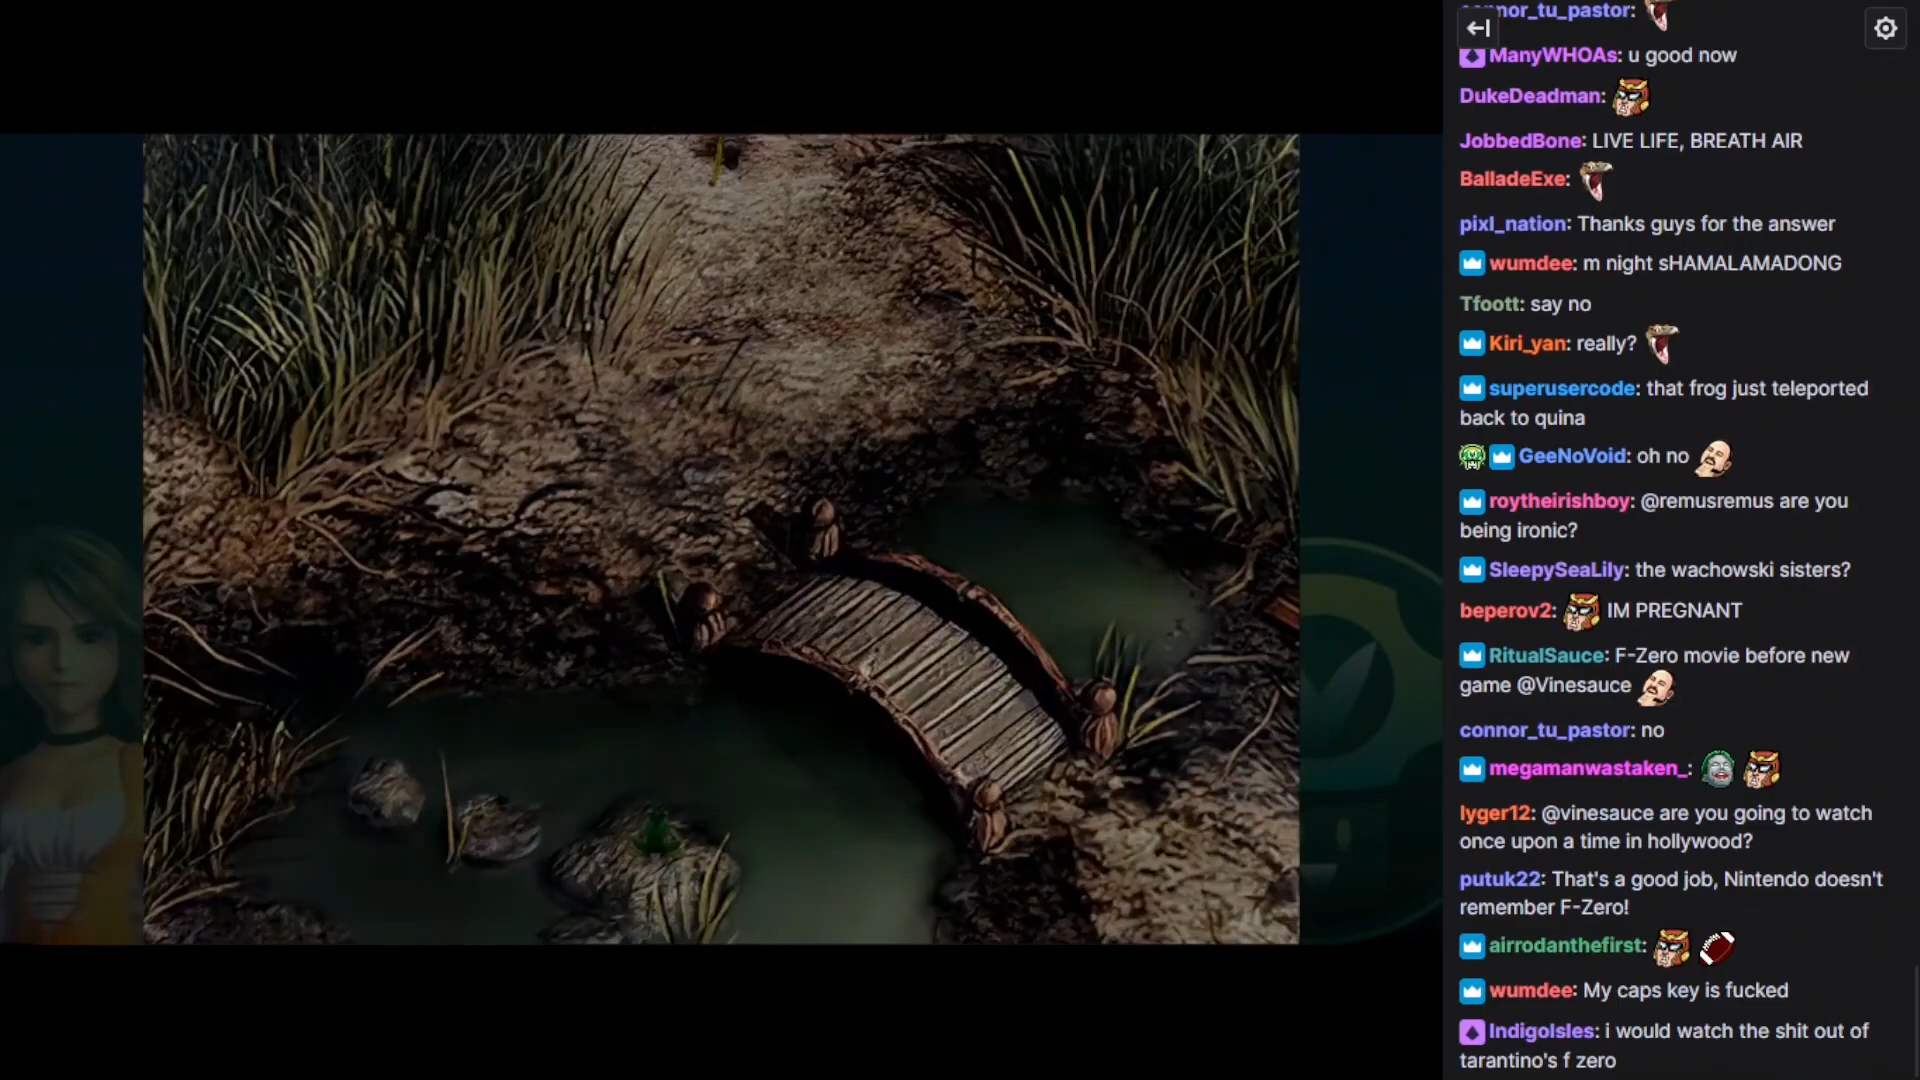 connor_tu_pastor:
ManyWHOAs: u good now
DukeDeadman:
JobbedBone: LIVE LIFE, BREATH AIR
BalladeExe:
pixl_nation: Thanks guys for the answer
wumdee: m night sHAMALAMADONG
Tfoott: say no
Kiri_yan: really?
superusercode: that frog just teleported
back to quina
GeeNoVoid: oh no
roytheirishboy: @remusremus are you
being ironic?
SleepySeaLily: the wachowski sisters?
beperov2: IM PREGNANT
RitualSauce: F-Zero movie before new
game @Vinesauce
connor_tu_pastor: no
megamanwastaken_:
lyger12: @vinesauce are you going to watch
once upon a time in hollywood?
putuk22: That's a good job, Nintendo doesn't
remember F-Zero!
airrodanthefirst:
wumdee: My caps key is fucked
IndigoIsles: i would watch the shit out of
tarantino's f zero